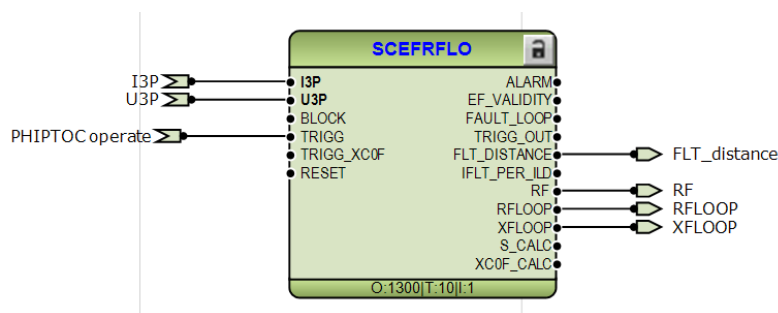 SCEFRFLO
I3P I3P ALARM
U3P U3P EF_VALIDITY
BLOCK FAULT_LOOP
PHIPTOC operate TRIGG TRIGG_OUT
TRIGG_XC0F FLT_DISTANCE FLT_distance
RESET IFLT_PER_ILD
RF RF
RFLOOP RFLOOP
XFLOOP XFLOOP
S_CALC
XC0F_CALC
O:1300|T:10|I:1